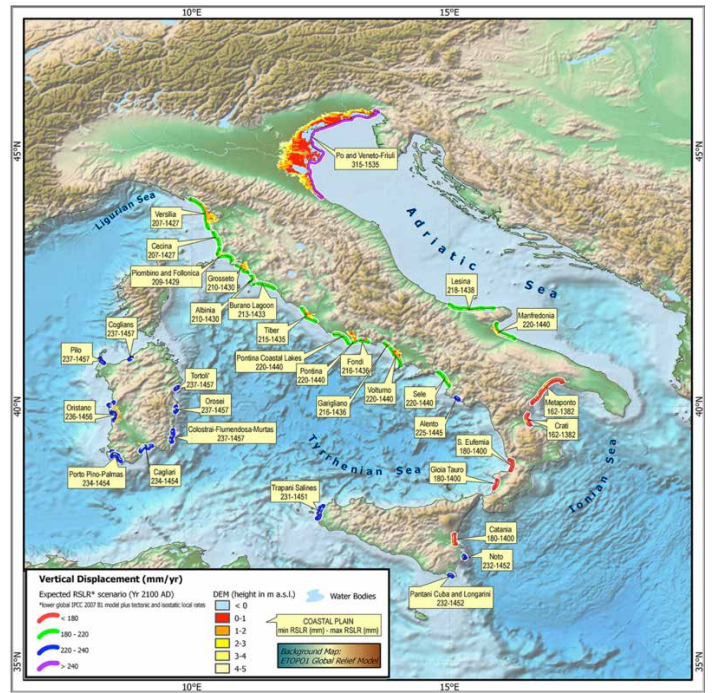 10°E
15°E
45°N
45°N
Po and Veneto-Friuli
315-1535
Ligurian Sea
Versilia
207-1427
Adriatic Sea
Cecina
207-1427
Piombino and Follonica
209-1429
Grosseto
210-1430
Albinia
210-1430
Burano Lagoon
213-1433
Lesina
218-1438
Manfredonia
220-1440
Tiber
215-1435
Coglians
237-1457
Pilo
237-1457
Pontina Coastal Lakes
220-1440
Pontina
220-1440
Fondi
216-1436
Garigliano
216-1436
Volturno
220-1440
Sele
220-1440
Alento
225-1445
Tortoli'
237-1457
Orosei
237-1457
Oristano
236-1456
Colostrai-Flumendosa-Murtas
237-1457
40°N
40°N
Metaponto
162-1382
Crati
162-1382
S. Eufemia
180-1400
Gioia Tauro
180-1400
Tyrrhenian Sea
Ionian Sea
Porto Pino-Palmas
234-1454
Cagliari
234-1454
Trapani Salines
231-1451
Catania
180-1400
Noto
232-1452
Pantani Cuba and Longarini
232-1452
Vertical Displacement (mm/yr)
Expected RSLR* scenario (Yr 2100 AD)
*lower global IPCC 2007 B1 model plus tectonic and isostatic local rates
< 180
180 - 220
220 - 240
> 240
DEM (height in m a.s.l.)
< 0
0-1
1-2
2-3
3-4
4-5
Water Bodies
COASTAL PLAIN
min RSLR (mm) - max RSLR (mm)
Background Map:
ETOPO1 Global Relief Model
35°N
35°N
10°E
15°E